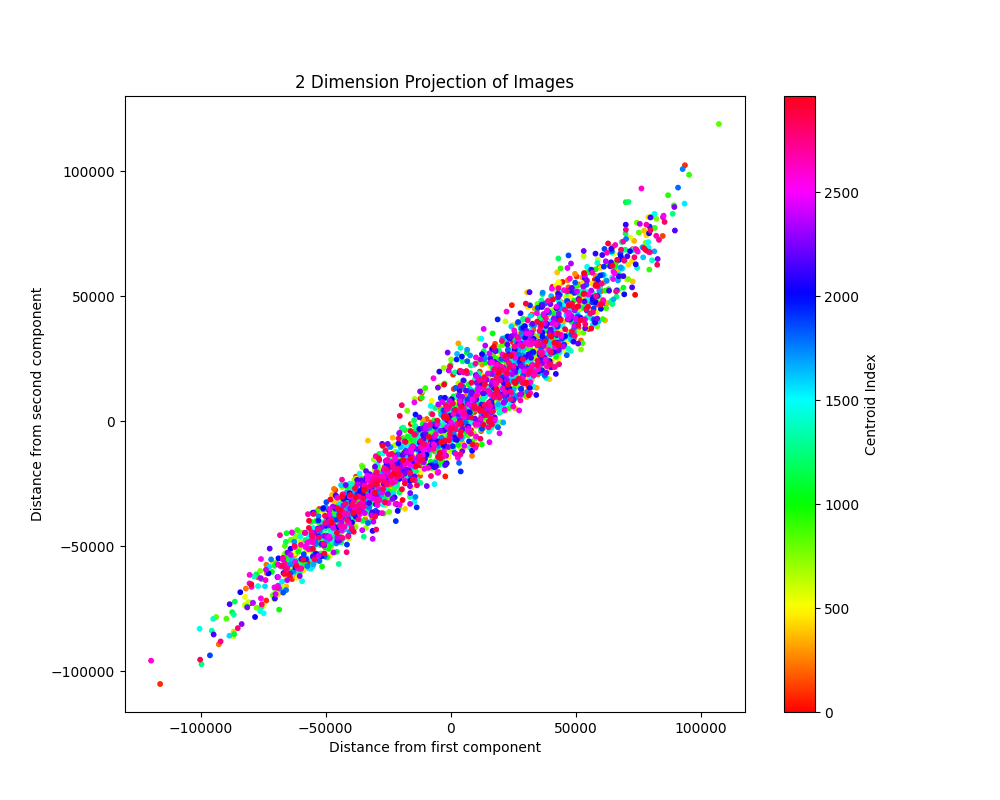 2 Dimension Projection of Images
Distance from second component
100000
50000
0
−50000
−100000
−100000 −50000 0 50000 100000
Distance from first component
2500
2000
1500
1000
500
0
Centroid Index